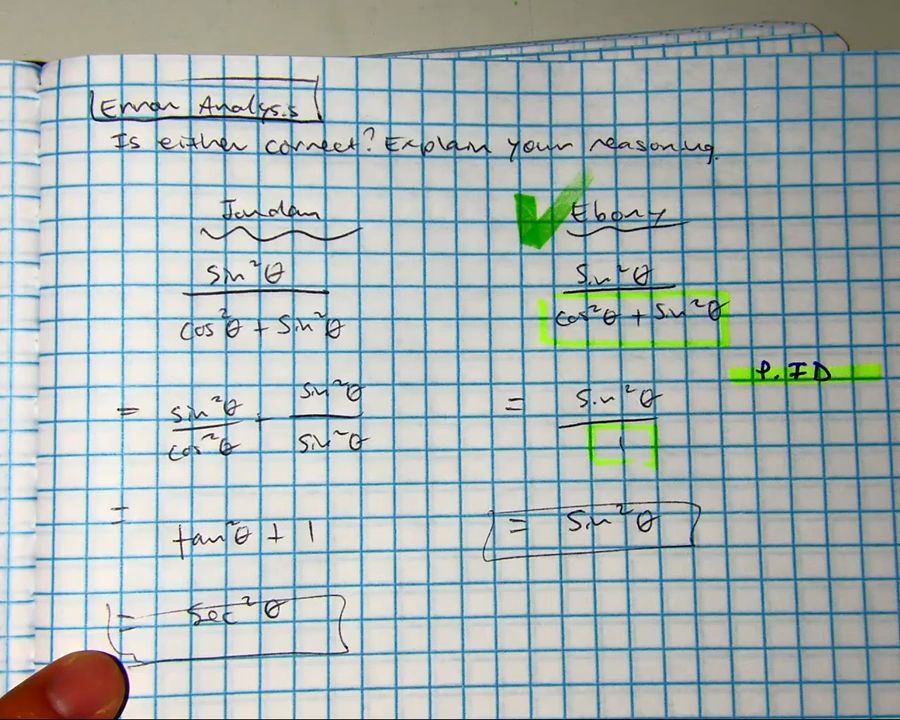 Error Analysis
Is either correct? Explain your reasoning.
Jordan
sin²θ
cos²θ + sin²θ
= sin²θ + sin²θ
cos²θ sin²θ
=
tan²θ + 1
= sec²θ
Ebony
sin²θ
cos²θ + sin²θ
P. ID
= sin²θ
1
= sin²θ